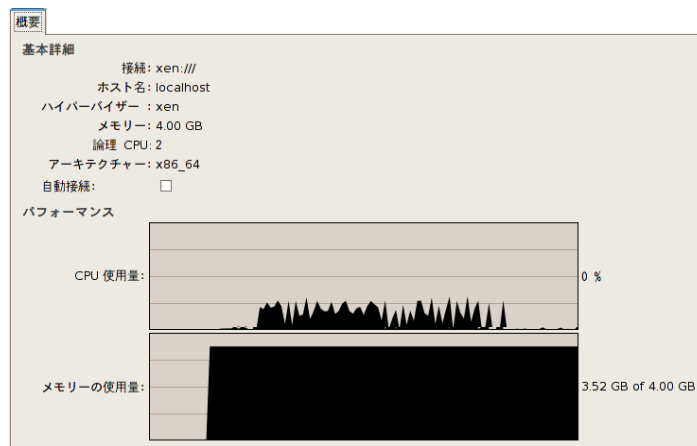 概要
基本詳細
接続: xen:///
ホスト名: localhost
ハイパーバイザー : xen
メモリー: 4.00 GB
論理 CPU: 2
アーキテクチャー: x86_64
自動接続:
パフォーマンス
CPU 使用量: 0 %
メモリーの使用量: 3.52 GB of 4.00 GB